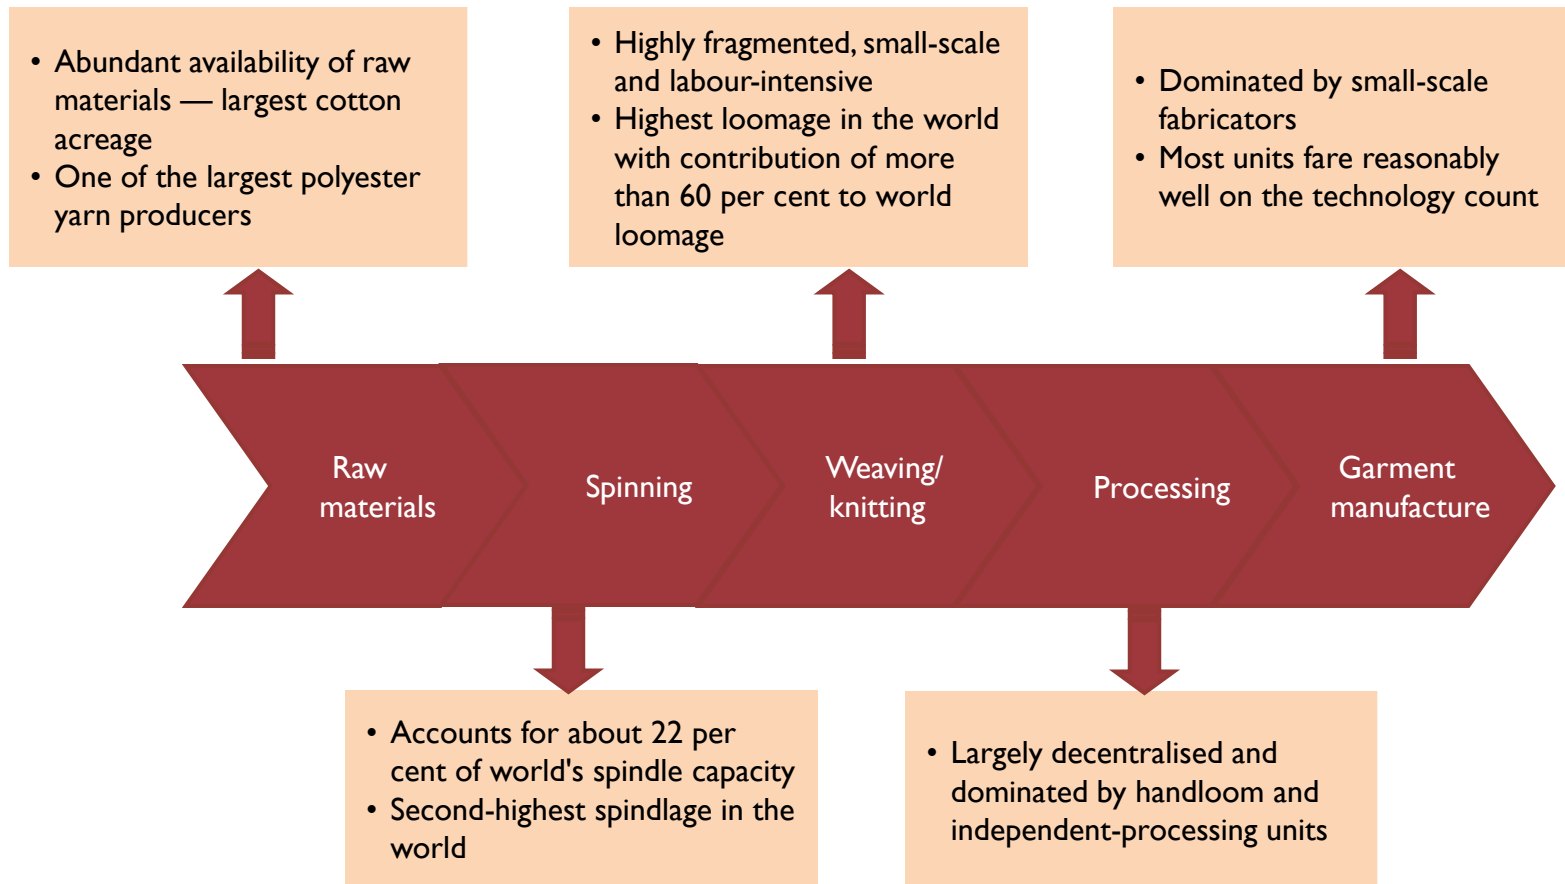 • Abundant availability of raw
materials — largest cotton
acreage
• One of the largest polyester
yarn producers
• Highly fragmented, small-scale
and labour-intensive
• Highest loomage in the world
with contribution of more
than 60 per cent to world
loomage
• Dominated by small-scale
fabricators
• Most units fare reasonably
well on the technology count
Raw
materials
Spinning
Weaving/
knitting
Processing
Garment
manufacture
• Accounts for about 22 per
cent of world's spindle capacity
• Second-highest spindlage in the
world
• Largely decentralised and
dominated by handloom and
independent-processing units